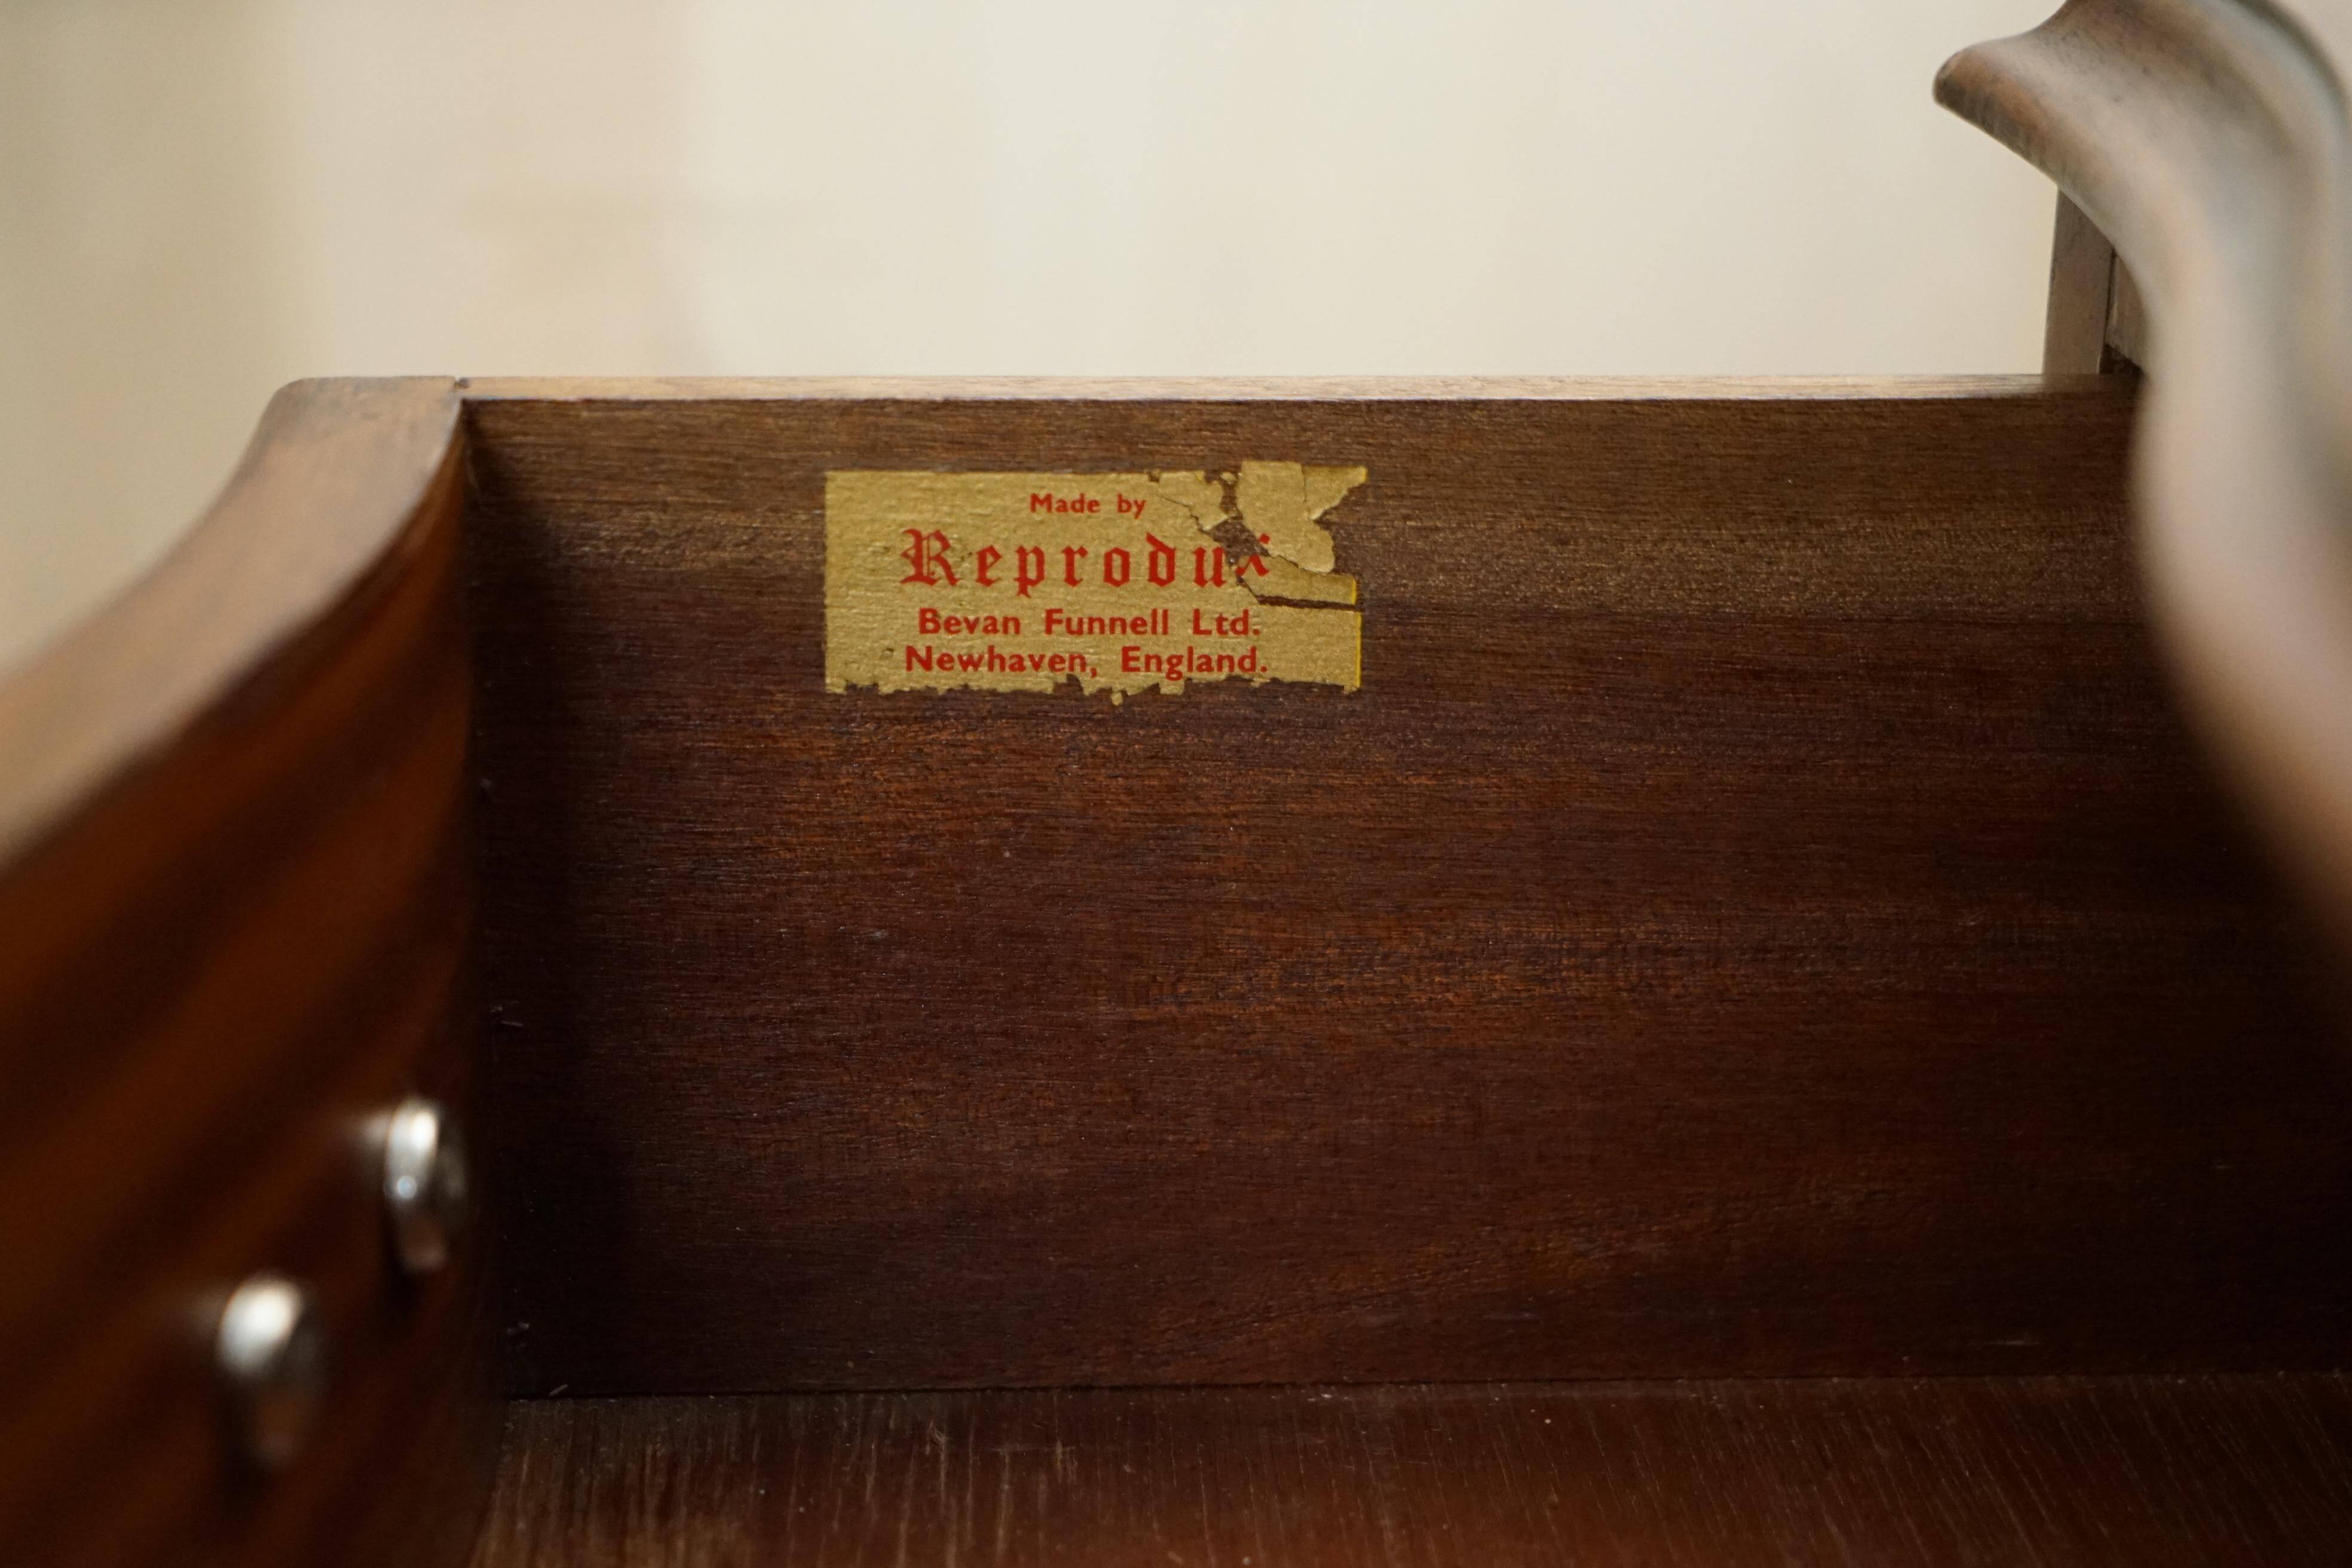 Made by
Reprodux
Bevan Funnell Ltd.
Newhaven, England.